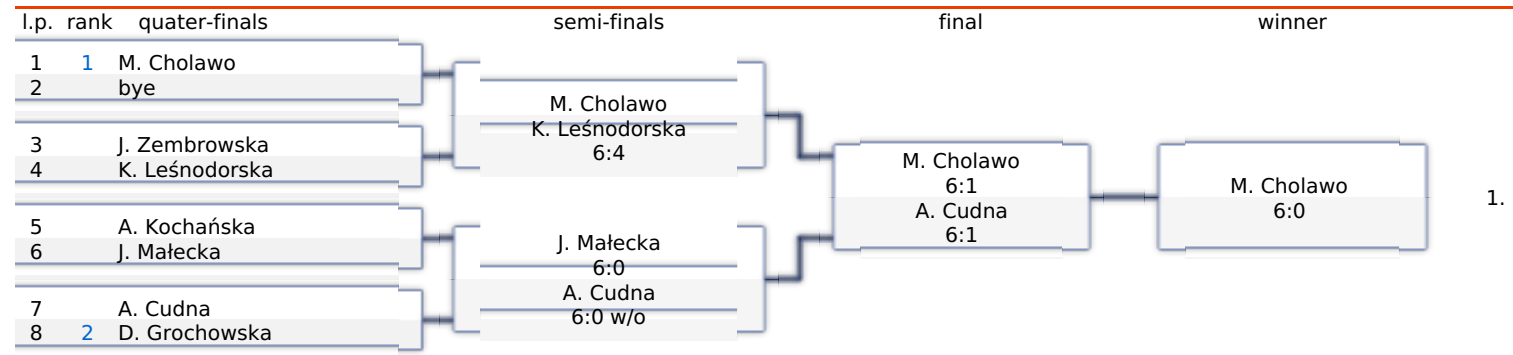 l.p. rank quater-finals semi-finals final winner
1 1 M. Cholawo
2 bye
3 J. Zembrowska
4 K. Leśnodorska
5 A. Kochańska
6 J. Małecka
7 A. Cudna
8 2 D. Grochowska
M. Cholawo
K. Leśnodorska
6:4
J. Małecka
6:0
A. Cudna
6:0 w/o
M. Cholawo
6:1
A. Cudna
6:1
M. Cholawo
6:0
1.